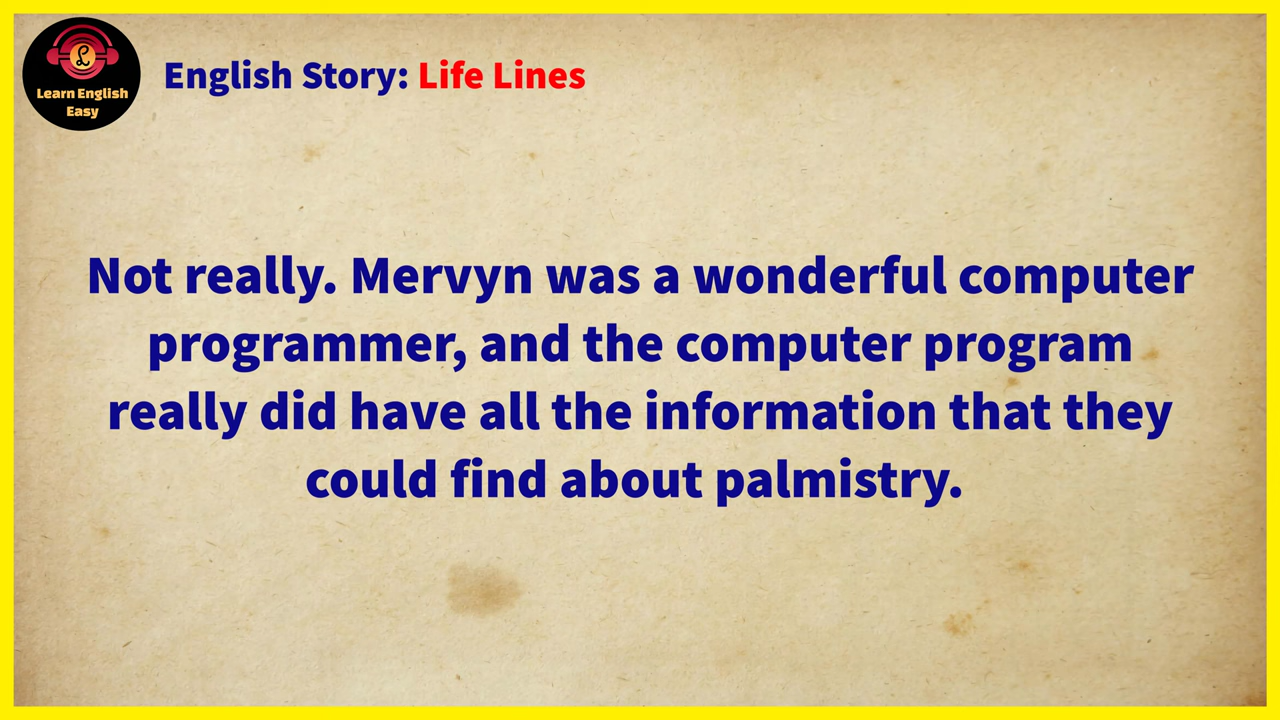 Learn English
Easy
English Story: Life Lines
Not really. Mervyn was a wonderful computer
programmer, and the computer program
really did have all the information that they
could find about palmistry.